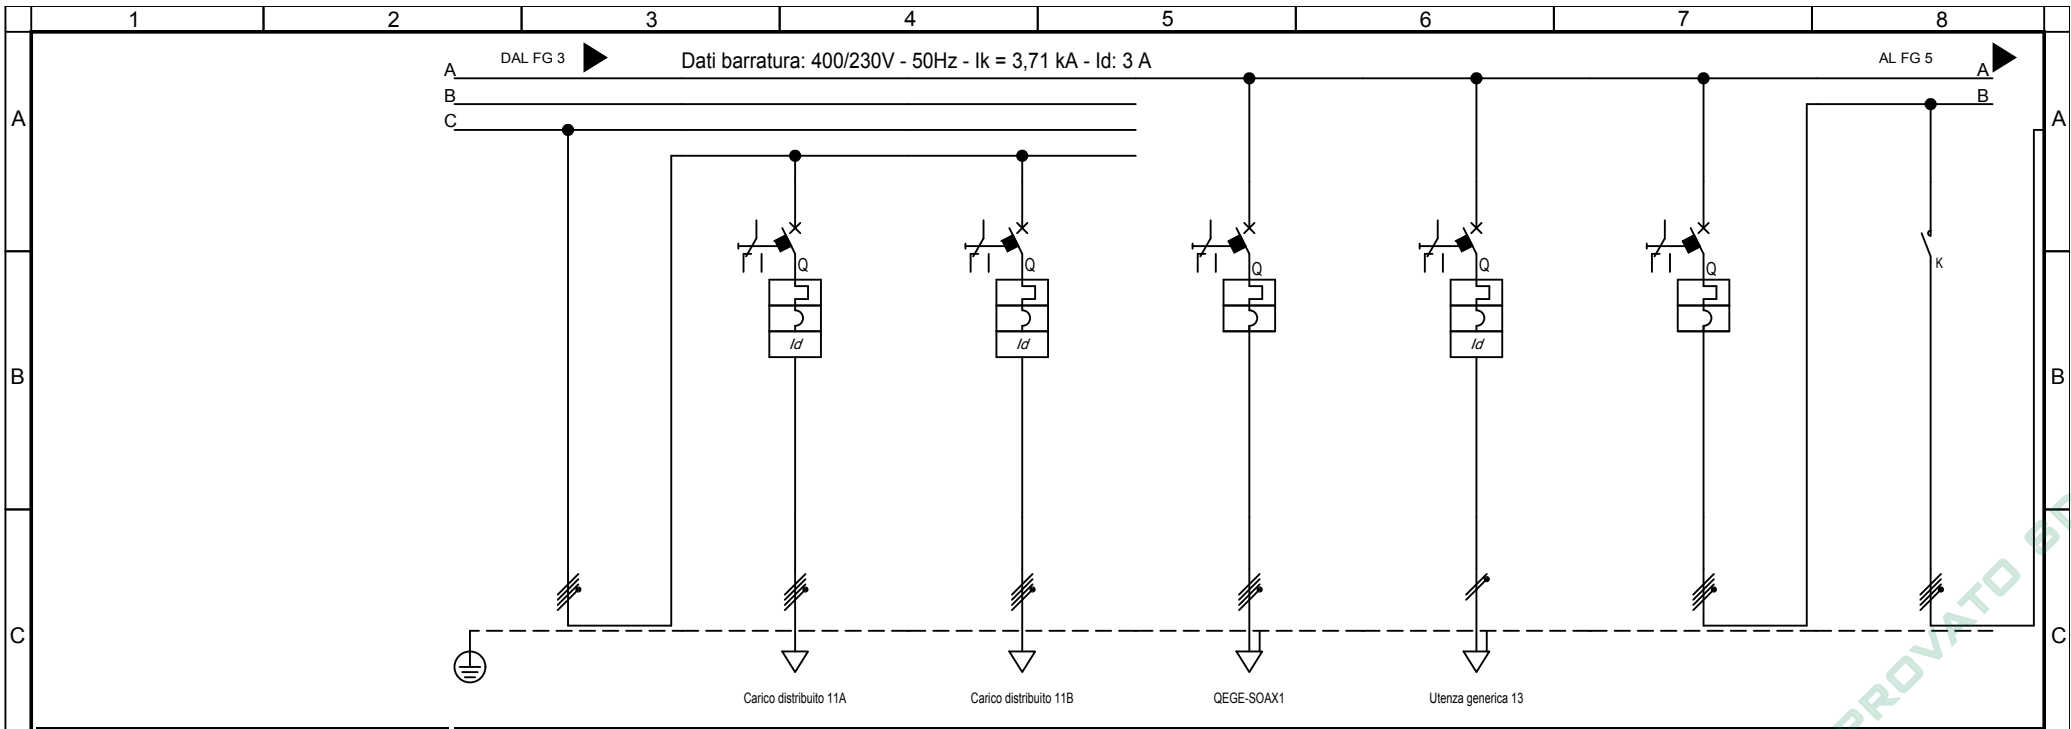 1 2 3 4 5 6 7 8
DAL FG 3 Dati barratura: 400/230V - 50Hz - Ik = 3,71 kA - Id: 3 A AL FG 5
A A
B B
C
A A
Q Q Q Q Q K
Id Id Id
B B
C C
Carico distribuito 11A Carico distribuito 11B QEGE-SOAX1 Utenza generica 13